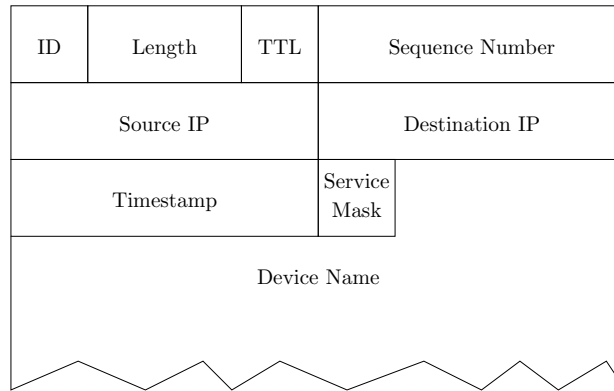 ID Length TTL Sequence Number
Source IP Destination IP
Timestamp Service
Mask
Device Name